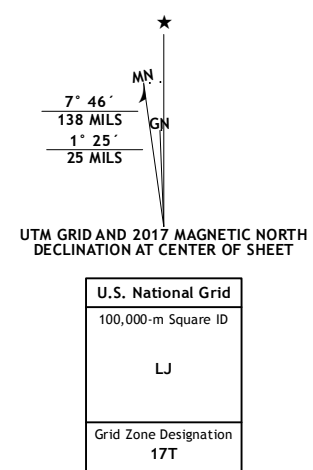 ★
MN
7° 46´
138 MILS
GN
1° 25´
25 MILS
UTM GRID AND 2017 MAGNETIC NORTH
DECLINATION AT CENTER OF SHEET
U.S. National Grid
100,000-m Square ID
LJ
Grid Zone Designation
17T